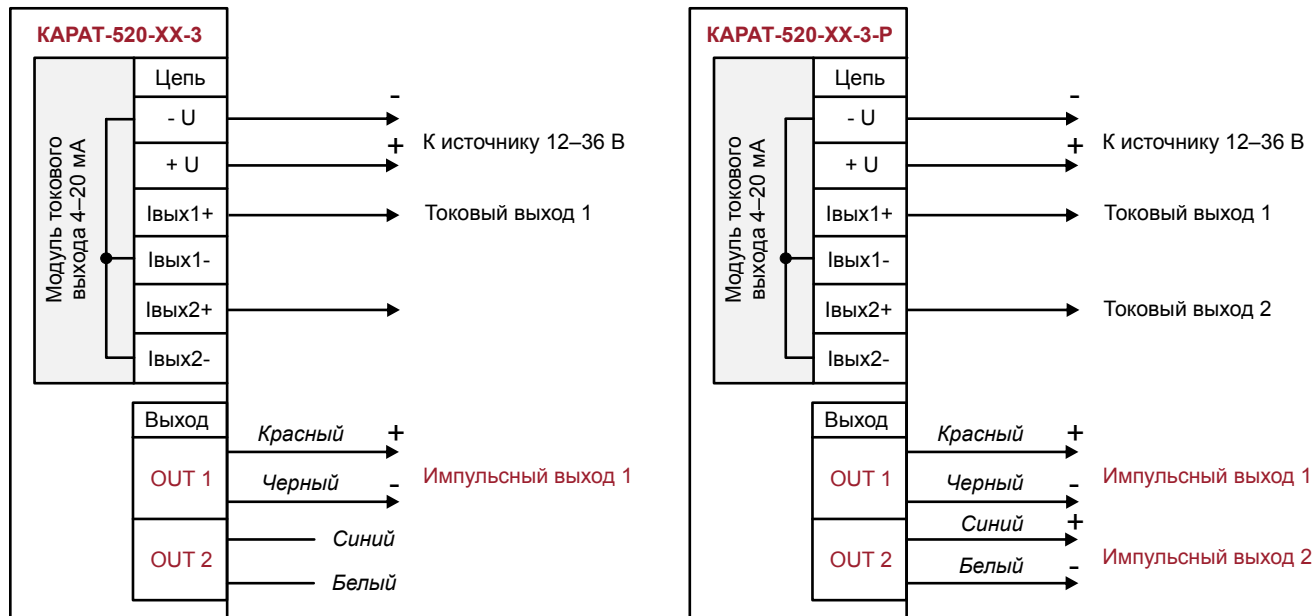 КАРАТ-520-ХХ-3
Модуль токового
выхода 4–20 мА
Цепь
- U
+ U
Iвых1+
Iвых1-
Iвых2+
Iвых2-
-
+
К источнику 12–36 В
Токовый выход 1
Выход
OUT 1
OUT 2
Красный
+
Черный
-
Импульсный выход 1
Синий
Белый
КАРАТ-520-ХХ-3-Р
Модуль токового
выхода 4–20 мА
Цепь
- U
+ U
Iвых1+
Iвых1-
Iвых2+
Iвых2-
-
+
К источнику 12–36 В
Токовый выход 1
Токовый выход 2
Выход
OUT 1
OUT 2
Красный
+
Черный
-
Импульсный выход 1
Синий
+
Белый
-
Импульсный выход 2